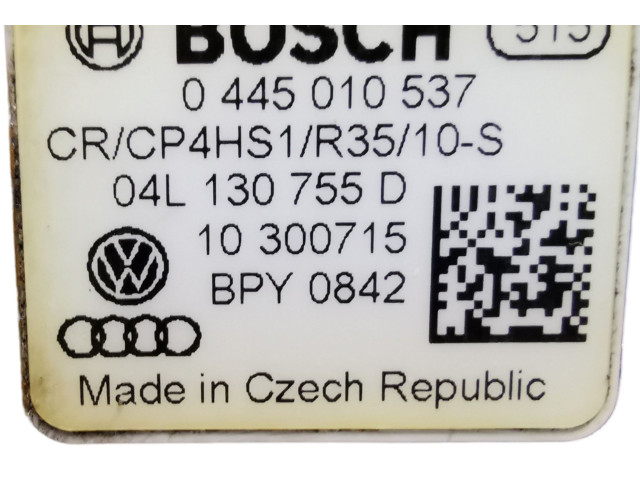 BOSCH 515
0 445 010 537
CR/CP4HS1/R35/10-S
04L 130 755 D
10 300715
BPY 0842
Made in Czech Republic